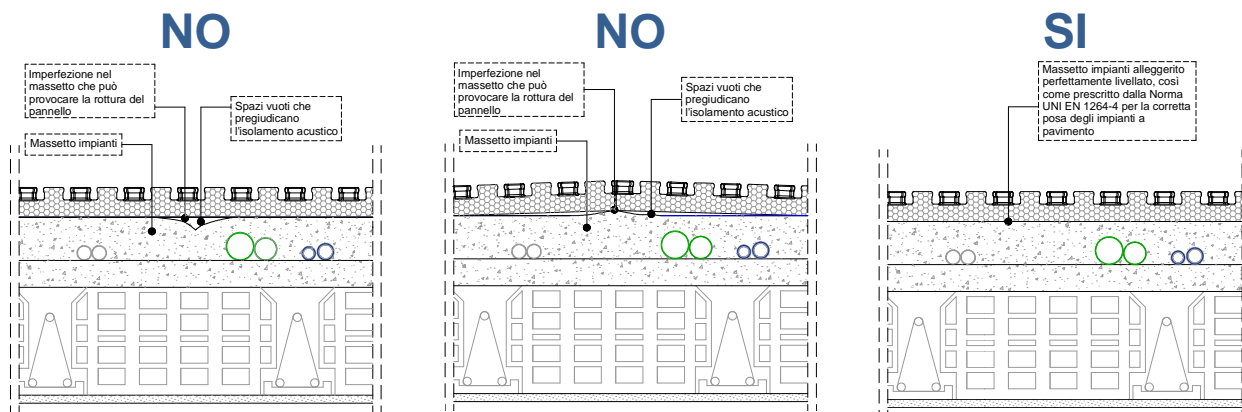 NO
Imperfezione nel
massetto che può
provocare la rottura del
pannello
Spazi vuoti che
pregiudicano
l'isolamento acustico
Massetto impianti
NO
Imperfezione nel
massetto che può
provocare la rottura del
pannello
Spazi vuoti che
pregiudicano
l'isolamento acustico
Massetto impianti
SI
Massetto impianti alleggerito
perfettamente livellato, così
come prescritto dalla Norma
UNI EN 1264-4 per la corretta
posa degli impianti a
pavimento